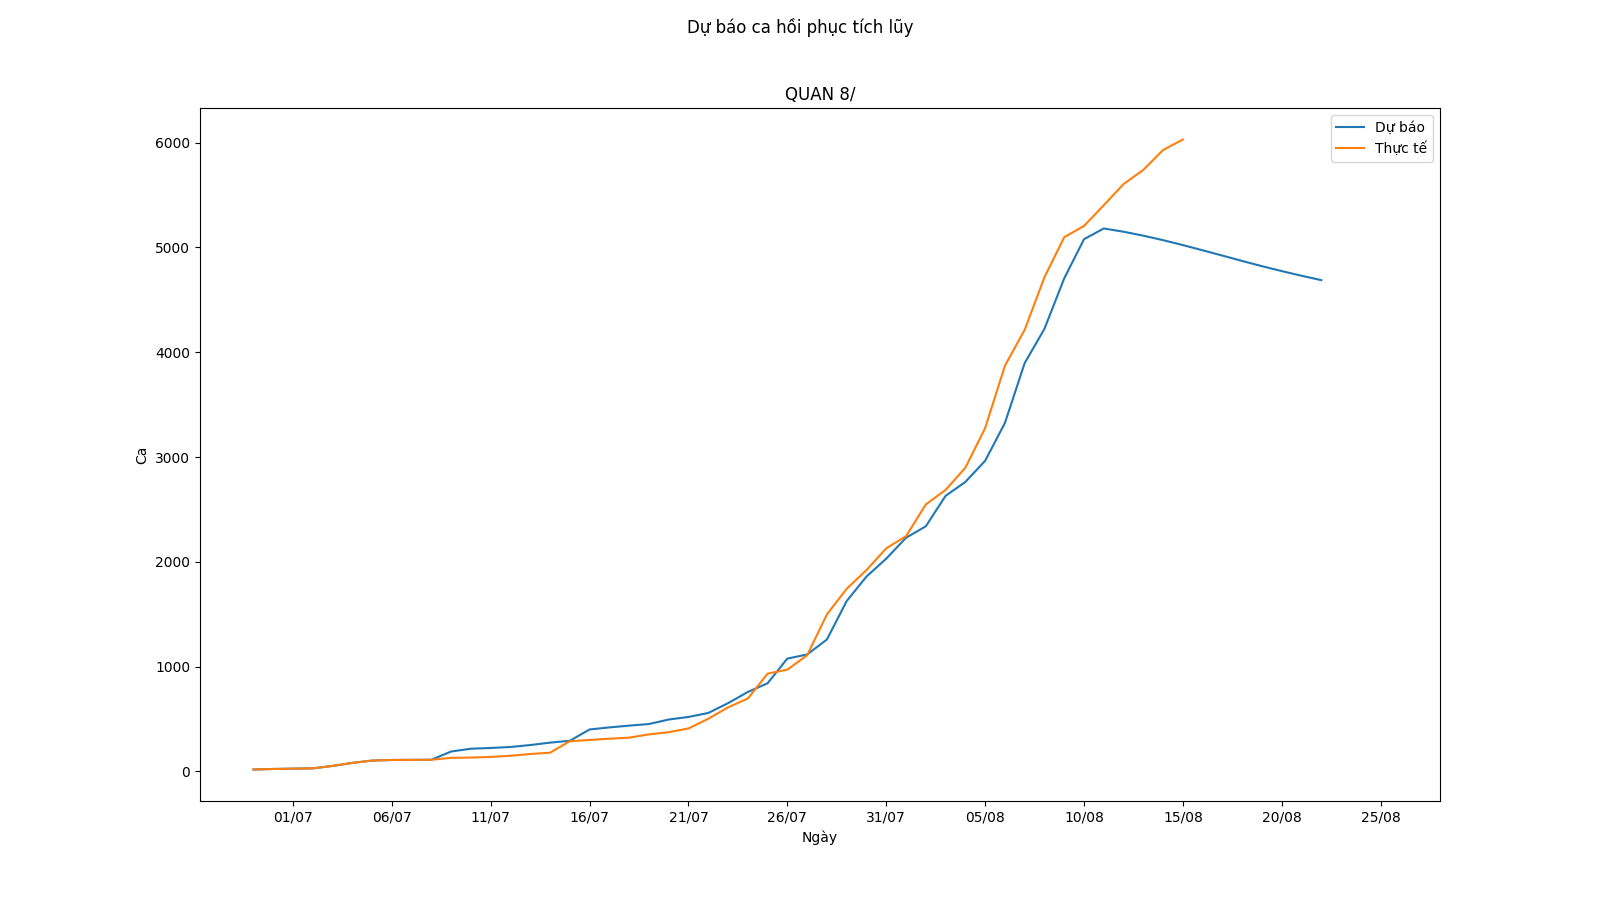 Dự báo ca hồi phục tích lũy
QUAN 8/
Dự báo
Thực tế
6000
5000
4000
3000
2000
1000
0
Ca
01/07 06/07 11/07 16/07 21/07 26/07 31/07 05/08 10/08 15/08 20/08 25/08
Ngày